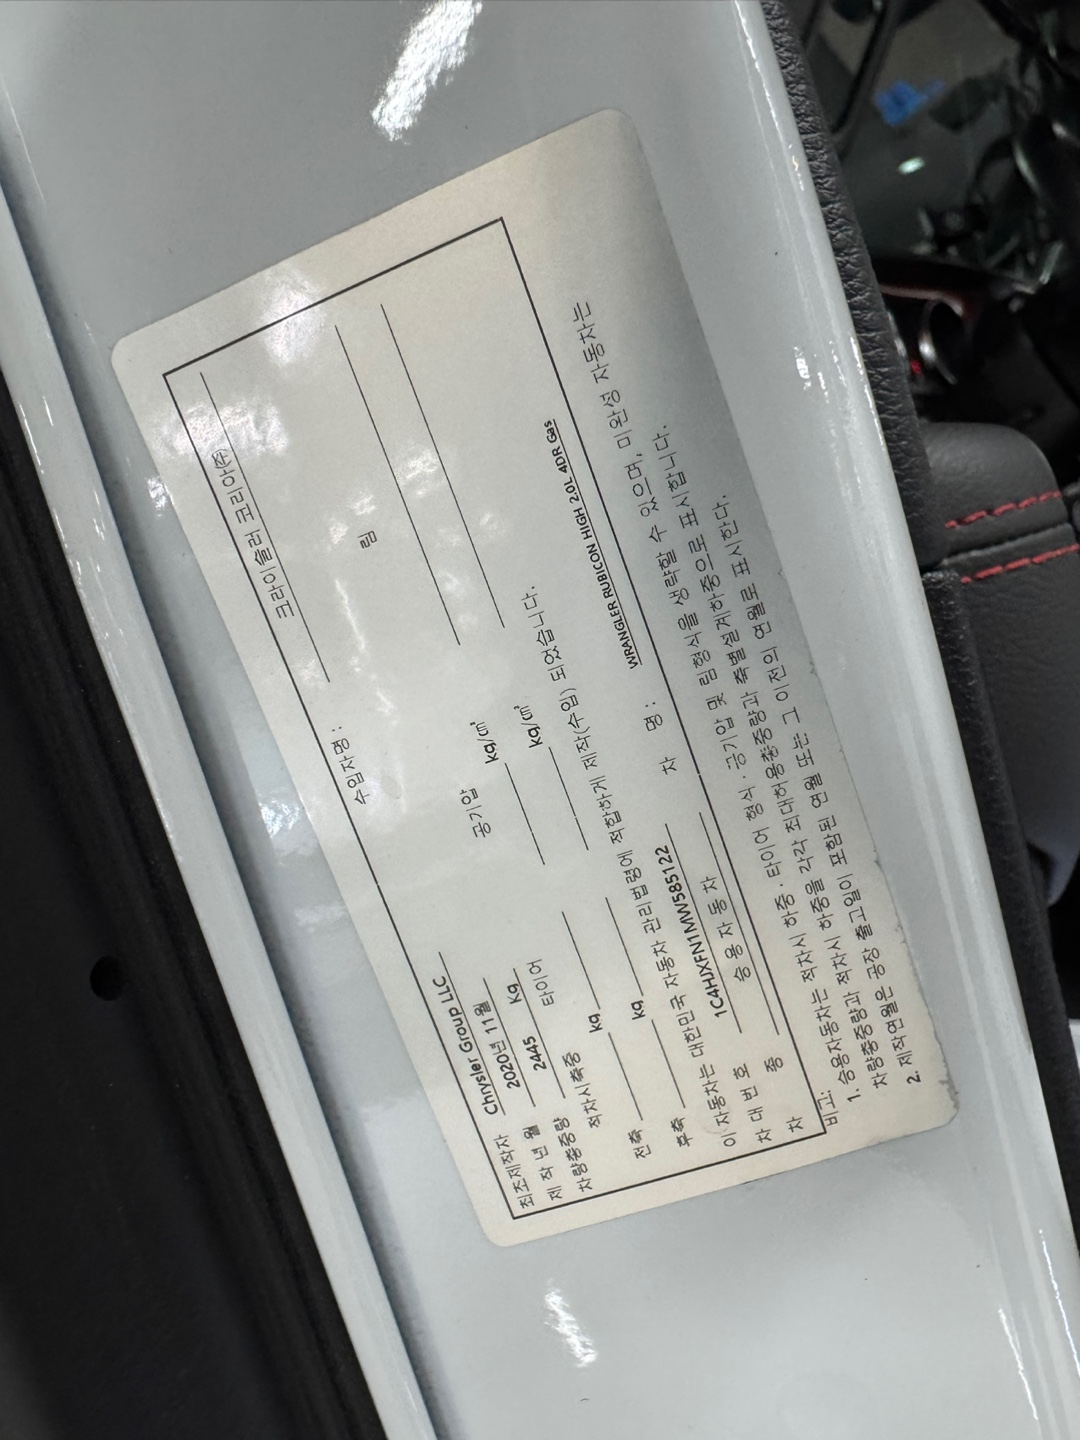 최초제작자 Chrysler Group LLC 수입자명 : 크라이슬러 코리아㈜
제 작 년 월 2020년 11월
차량총중량 2445 Kg
적차시축중 타이어 공기압 림
전축 kg kg/㎠
후축 kg kg/㎠
이 자동차는 대한민국 자동차 관리법령에 적합하게 제작(수입) 되었습니다.
차 대 번 호 1C4HJXFN1MW585122 차 명 : WRANGLER RUBICON HIGH 2.0L 4DR Gas
차 종 승 용 자 동 차
비고:
1. 승용자동차는 적차시 하중 · 타이어 형식 · 공기압 및 림형식을 생략할 수 있으며, 미완성 자동차는
차량총중량과 적차시 하중을 각각 최대허용총중량과 축별설계하중으로 표시합니다.
2. 제작연월은 공장 출고일이 포함된 연월 또는 그 이전의 연월로 표시한다.